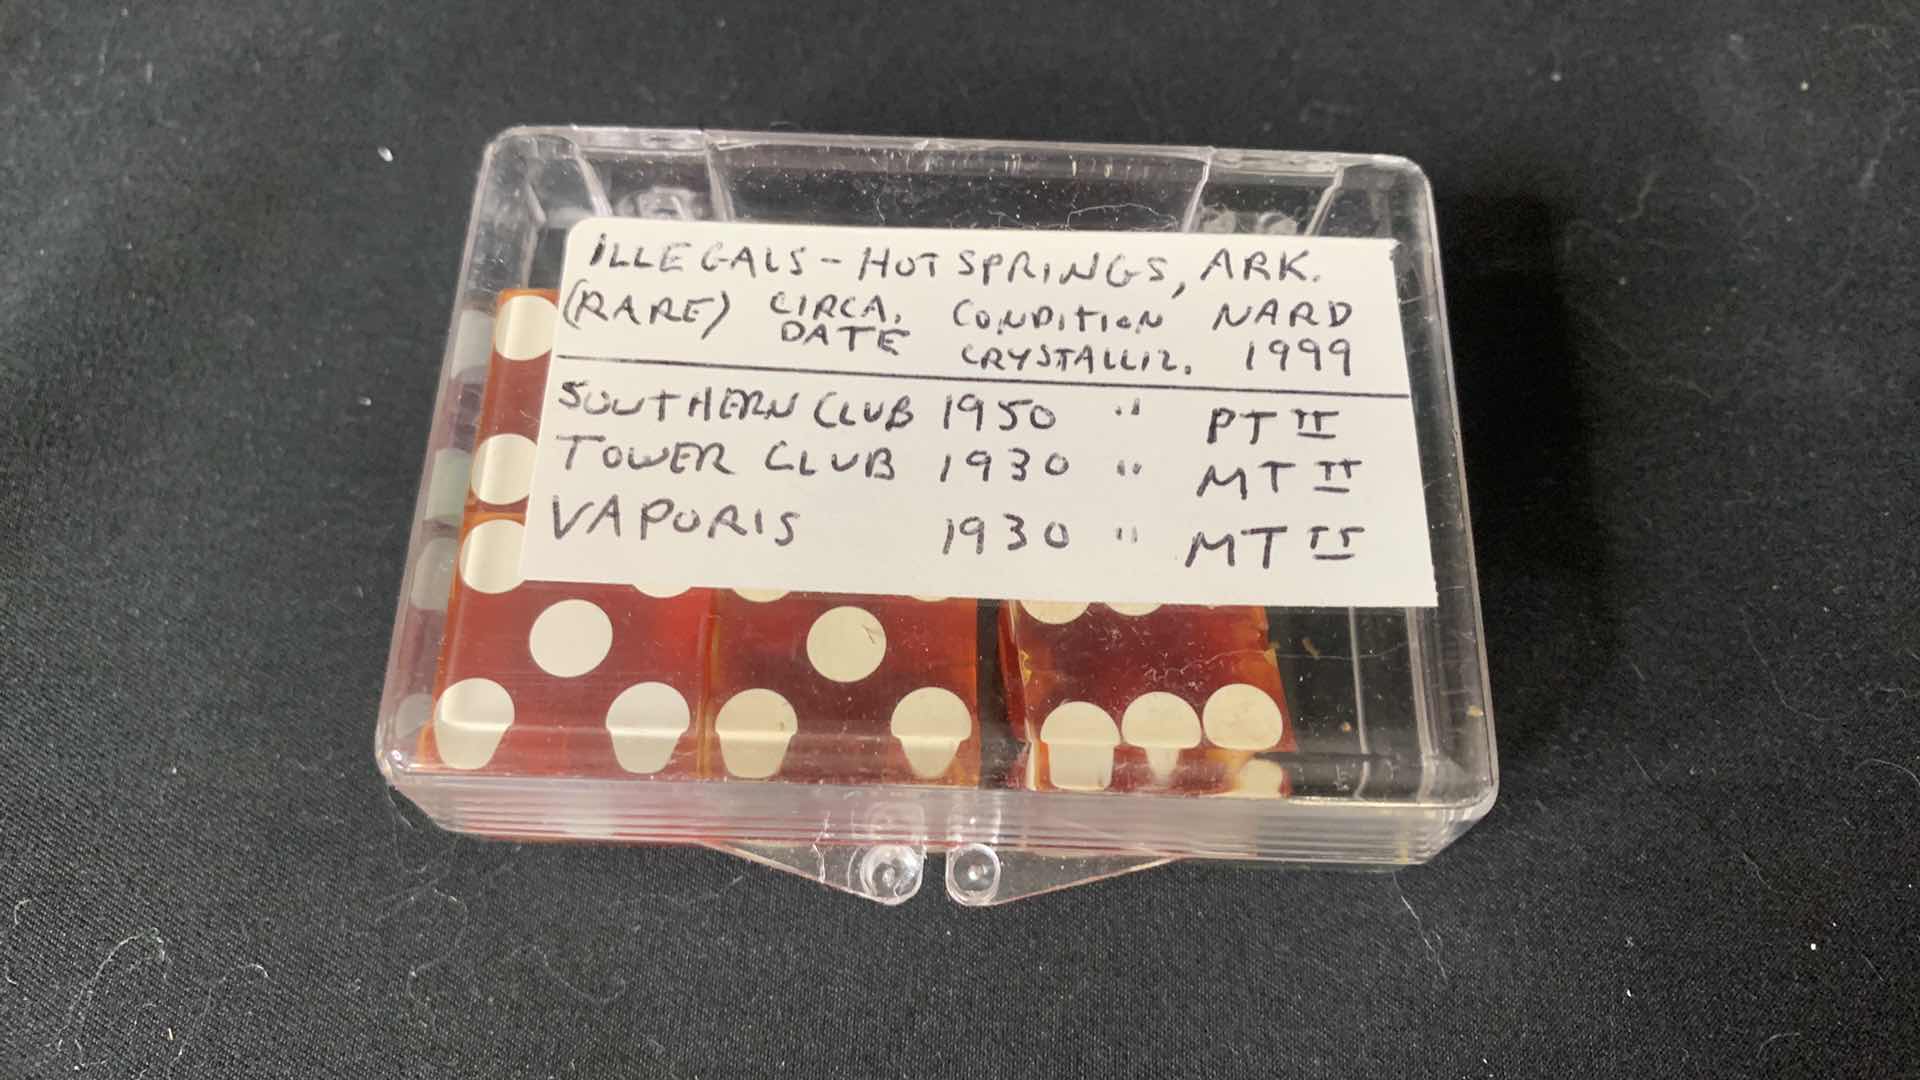 ILLEGALS - HOT SPRINGS, ARK.
(RARE) CIRCA. DATE CONDITION CRYSTALLIZ. NARD 1999
SOUTHERN CLUB 1950 " PT II
TOWER CLUB 1930 " MT II
VAPORIS 1930 " MT II